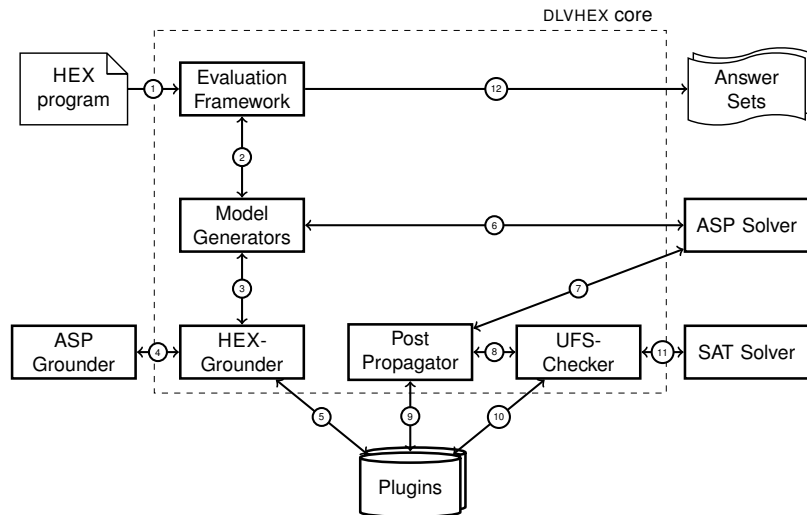 DLVHEX core
HEX
program
1
Evaluation
Framework
12
Answer
Sets
2
Model
Generators
6
ASP Solver
3
7
ASP
Grounder
4
HEX-
Grounder
Post
Propagator
8
UFS-
Checker
11
SAT Solver
5
9
10
Plugins